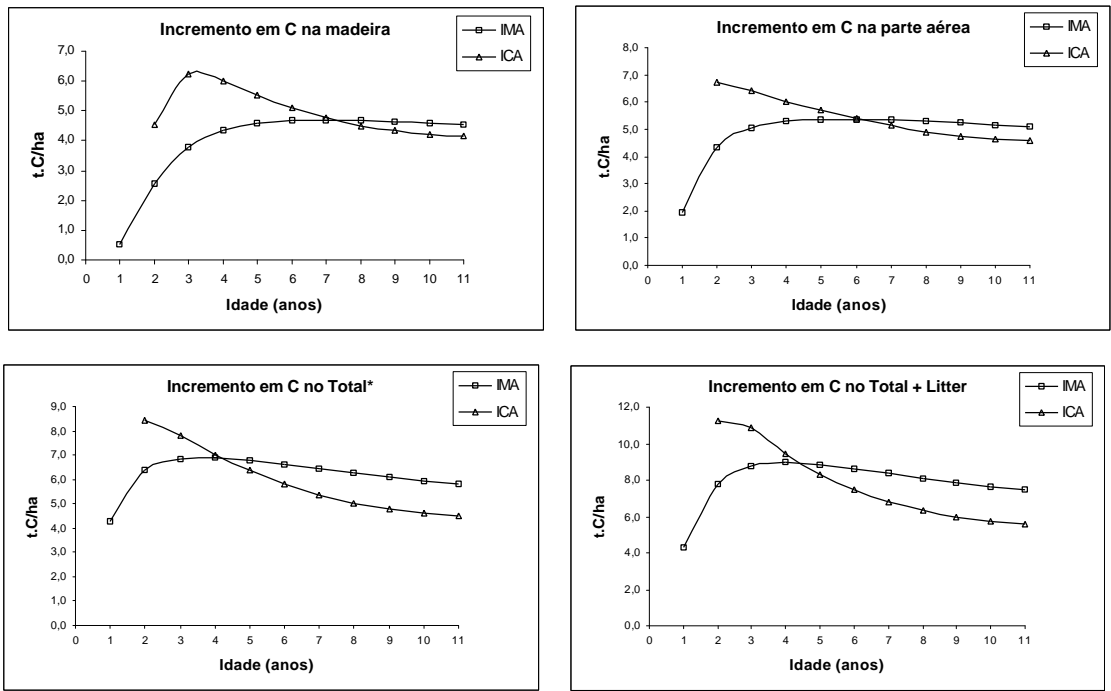 Incremento em C na madeira
IMA
ICA
7,0
6,0
5,0
4,0
3,0
2,0
1,0
0,0
t.C/ha
0 1 2 3 4 5 6 7 8 9 10 11
Idade (anos)
Incremento em C na parte aérea
IMA
ICA
8,0
7,0
6,0
5,0
4,0
3,0
2,0
1,0
0,0
t.C/ha
0 1 2 3 4 5 6 7 8 9 10 11
Idade (anos)
Incremento em C no Total*
IMA
ICA
9,0
8,0
7,0
6,0
5,0
4,0
3,0
2,0
1,0
0,0
t.C/ha
0 1 2 3 4 5 6 7 8 9 10 11
Idade (anos)
Incremento em C no Total + Litter
IMA
ICA
12,0
10,0
8,0
6,0
4,0
2,0
0,0
t.C/ha
0 1 2 3 4 5 6 7 8 9 10 11
Idade (anos)